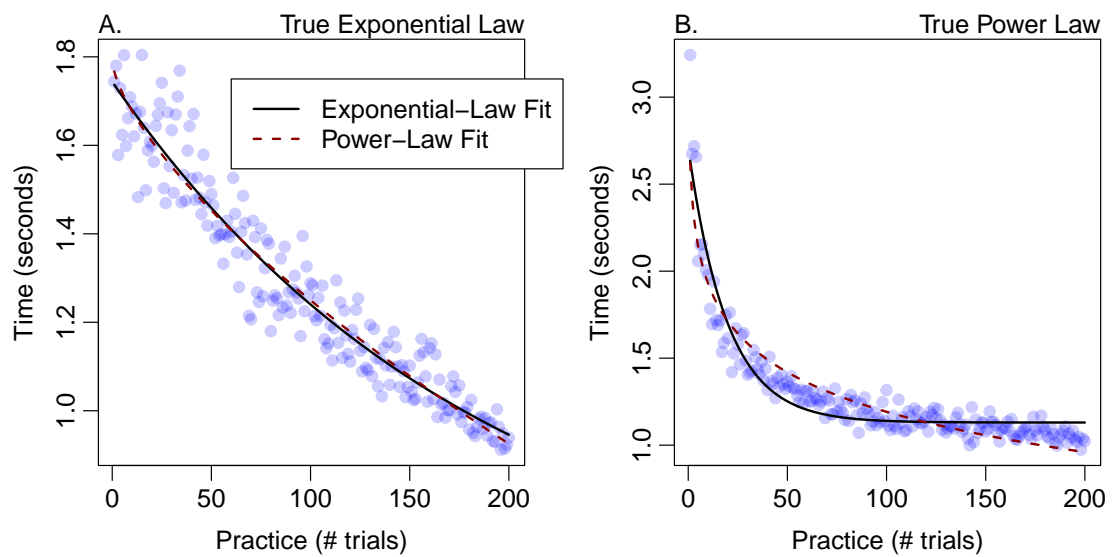 A. True Exponential Law
1.8
1.6
1.4
1.2
1.0
Time (seconds)
Exponential−Law Fit
Power−Law Fit
0 50 100 150 200
Practice (# trials)
B. True Power Law
3.0
2.5
2.0
1.5
1.0
Time (seconds)
0 50 100 150 200
Practice (# trials)